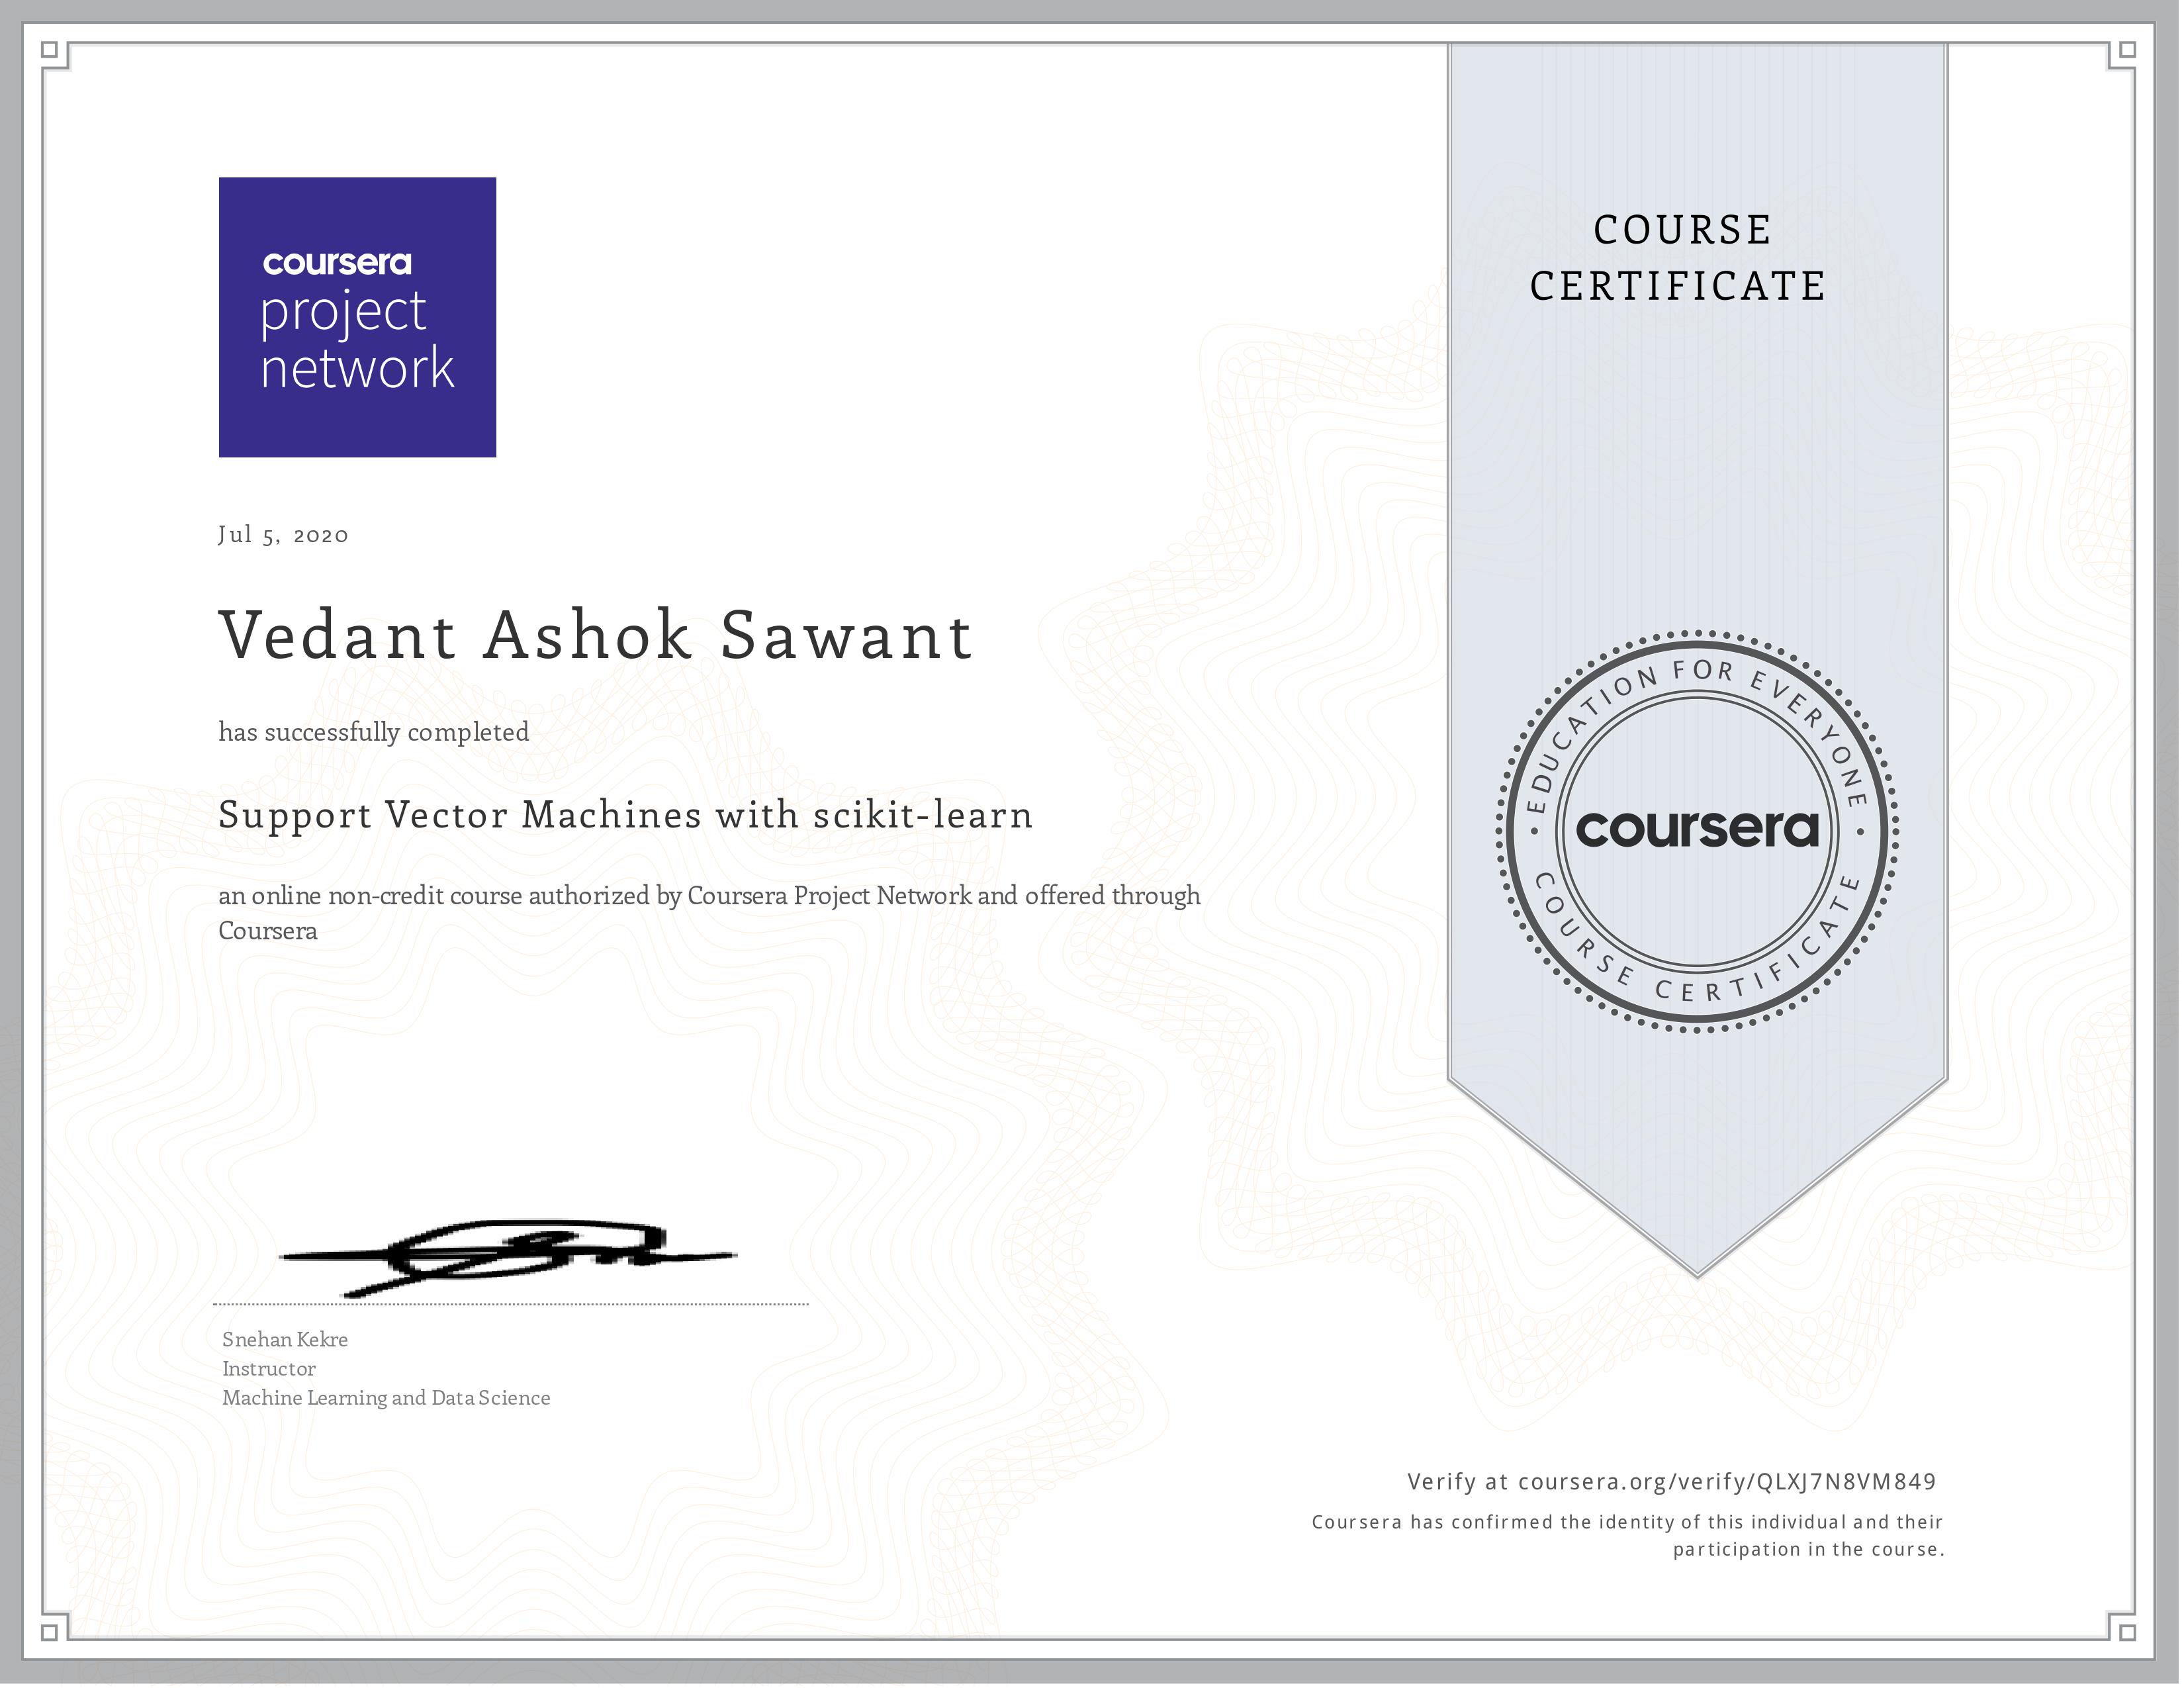 coursera
project
network
COURSE
CERTIFICATE
Jul 5, 2020
Vedant Ashok Sawant
has successfully completed
Support Vector Machines with scikit-learn
an online non-credit course authorized by Coursera Project Network and offered through
Coursera
EDUCATION FOR EVERYONE
coursera
COURSE CERTIFICATE
Snehan Kekre
Instructor
Machine Learning and Data Science
Verify at coursera.org/verify/QLXJ7N8VM849
Coursera has confirmed the identity of this individual and their
participation in the course.